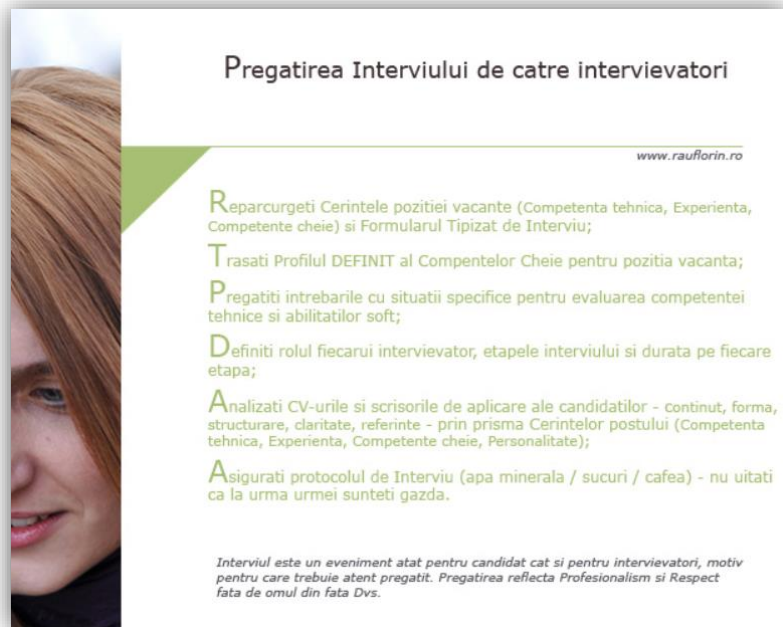 Pregatirea Interviului de catre intervievatori
www.rauflorin.ro
Reparcurgeti Cerintele pozitiei vacante (Competenta tehnica, Experienta,
Competente cheie) si Formularul Tipizat de Interviu;
Trasati Profilul DEFINIT al Compentelor Cheie pentru pozitia vacanta;
Pregatiti intrebarile cu situatii specifice pentru evaluarea competentei
tehnice si abilitatilor soft;
Definiti rolul fiecarui intervievator, etapele interviului si durata pe fiecare
etapa;
Analizati CV-urile si scrisorile de aplicare ale candidatilor - continut, forma,
structurare, claritate, referinte - prin prisma Cerintelor postului (Competenta
tehnica, Experienta, Competente cheie, Personalitate);
Asigurati protocolul de Interviu (apa minerala / sucuri / cafea) - nu uitati
ca la urma urmei sunteti gazda.
Interviul este un eveniment atat pentru candidat cat si pentru intervievatori, motiv
pentru care trebuie atent pregatit. Pregatirea reflecta Profesionalism si Respect
fata de omul din fata Dvs.